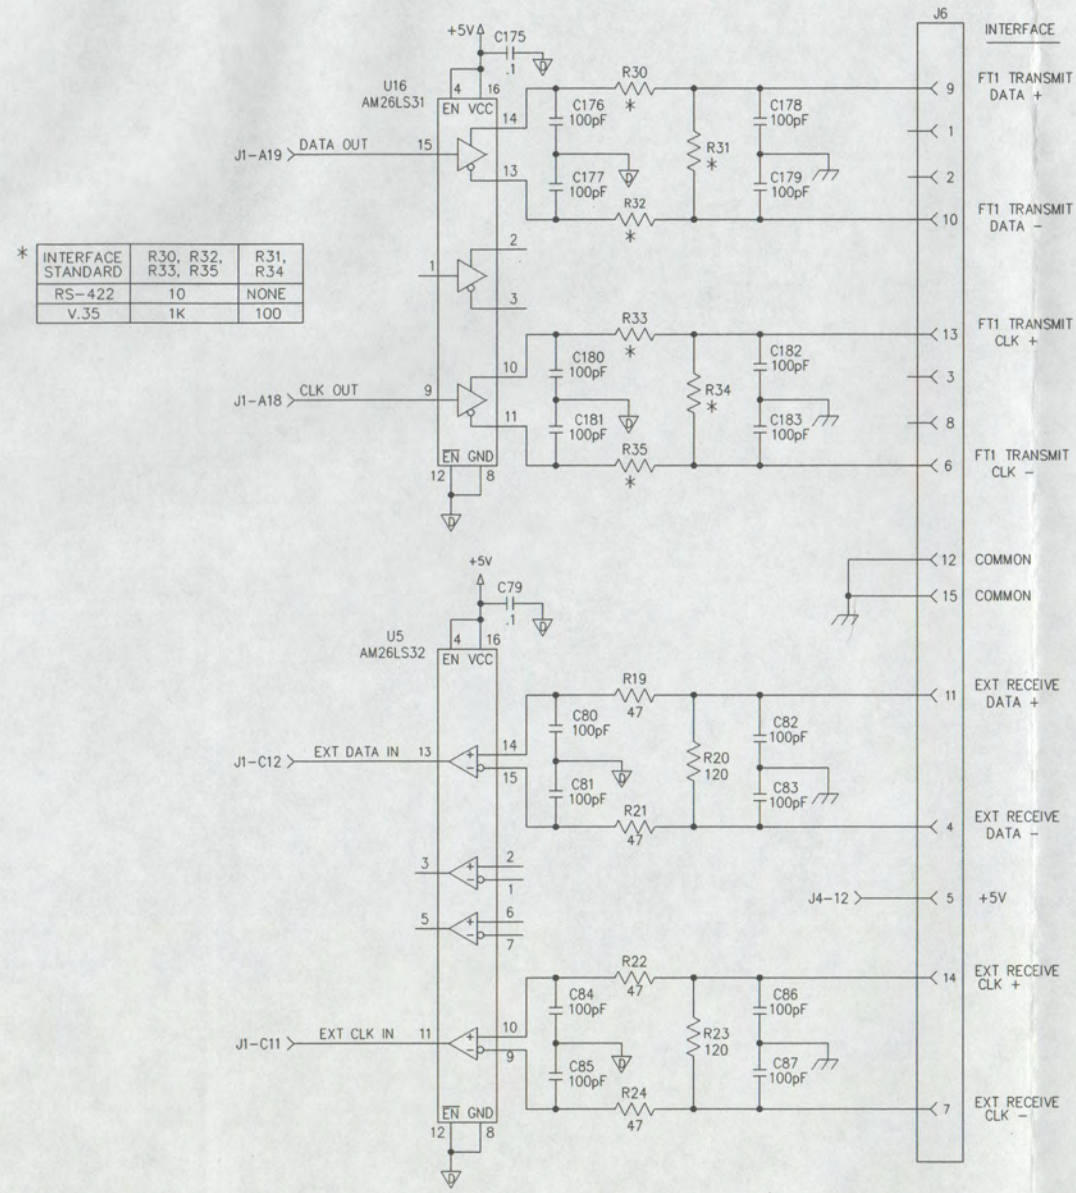 J6
INTERFACE
+5V
C175
.1
U16
AM26LS31
4
16
EN VCC
14
R30
*
C176
100pF
C178
100pF
9
FT1 TRANSMIT
DATA +
1
J1-A19
DATA OUT
15
R31
*
13
C177
100pF
D
C179
100pF
2
R32
*
10
FT1 TRANSMIT
DATA -
*
INTERFACE STANDARD
R30, R32, R33, R35
R31, R34
RS-422
10
NONE
V.35
1K
100
2
1
3
R33
*
13
FT1 TRANSMIT
CLK +
10
C180
100pF
C182
100pF
3
J1-A18
CLK OUT
9
R34
*
11
C181
100pF
D
C183
100pF
8
R35
*
6
FT1 TRANSMIT
CLK -
EN GND
12
8
D
12
COMMON
15
COMMON
+5V
C79
.1
D
U5
AM26LS32
4
16
EN VCC
R19
47
11
EXT RECEIVE
DATA +
C80
100pF
C82
100pF
J1-C12
EXT DATA IN
13
+
-
14
15
R20
120
C81
100pF
D
C83
100pF
R21
47
4
EXT RECEIVE
DATA -
3
+
-
2
1
J4-12
5
+5V
5
+
-
6
7
R22
47
14
EXT RECEIVE
CLK +
C84
100pF
C86
100pF
J1-C11
EXT CLK IN
11
+
-
10
9
R23
120
C85
100pF
D
C87
100pF
R24
47
7
EXT RECEIVE
CLK -
EN GND
12
8
D